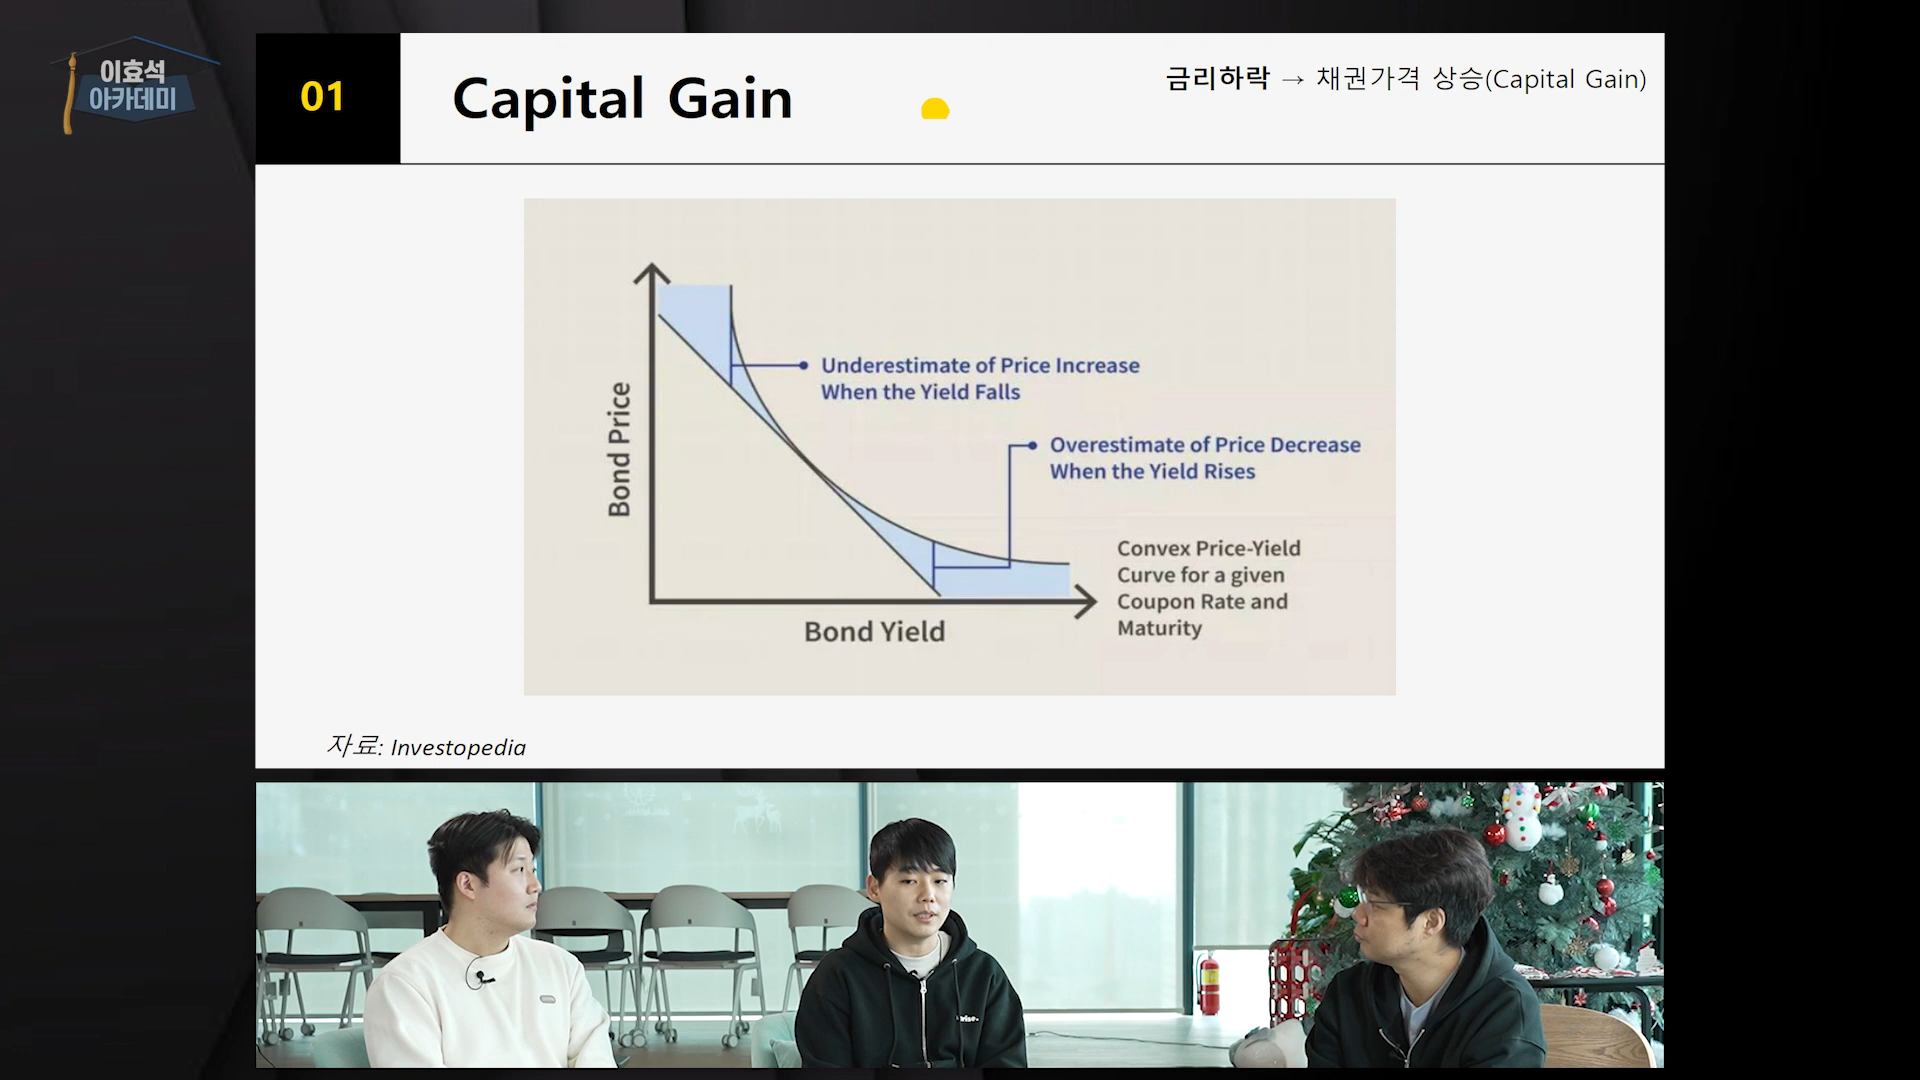 이효석
아카데미
01
Capital Gain
금리하락 → 채권가격 상승(Capital Gain)
Underestimate of Price Increase
When the Yield Falls
Overestimate of Price Decrease
When the Yield Rises
Bond Price
Convex Price-Yield
Curve for a given
Coupon Rate and
Maturity
Bond Yield
자료: Investopedia